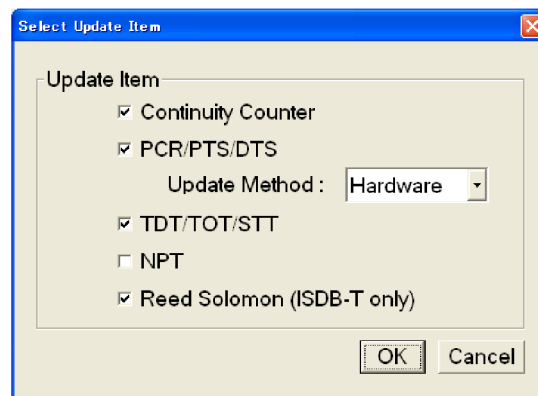 Select Update Item
Update Item
Continuity Counter
PCR/PTS/DTS
Update Method : Hardware
TDT/TOT/STT
NPT
Reed Solomon (ISDB-T only)
OK Cancel